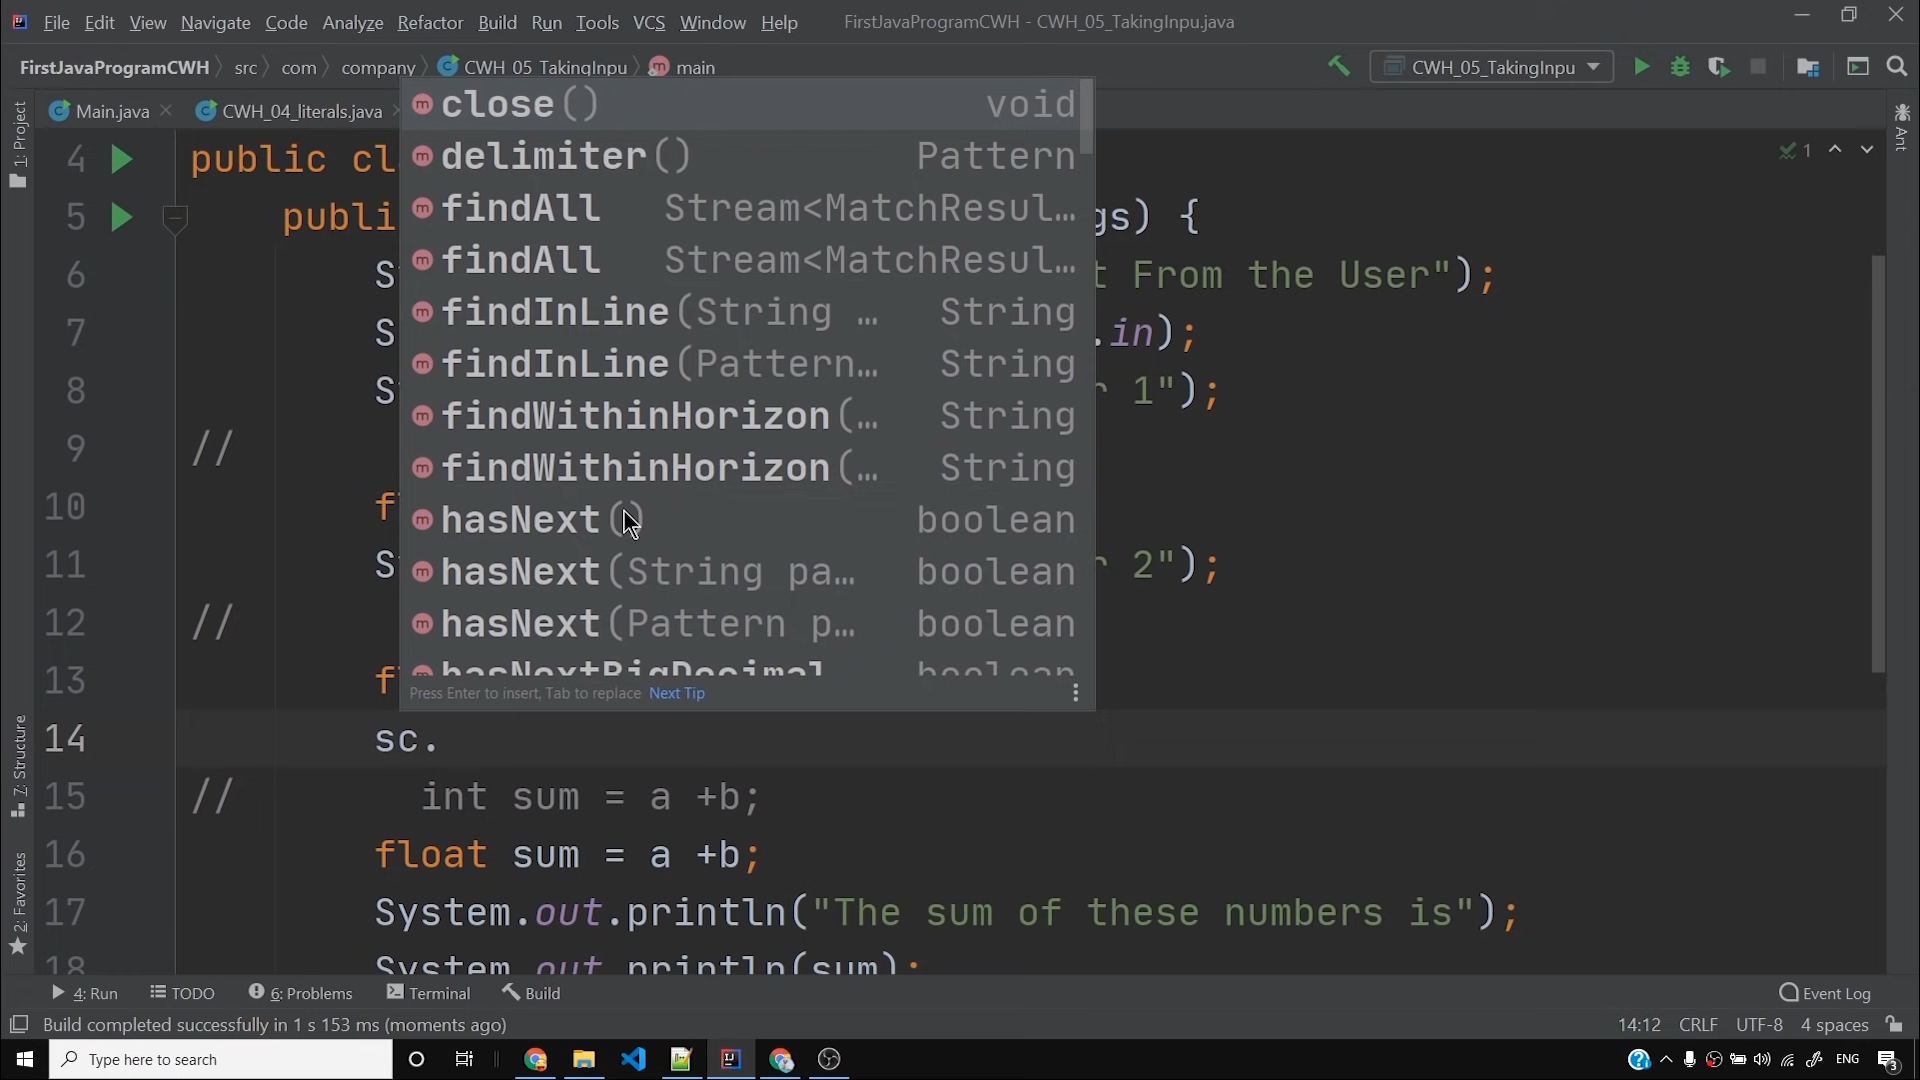 File Edit View Navigate Code Analyze Refactor Build Run Tools VCS Window Help FirstJavaProgramCWH - CWH_05_TakingInpu.java
FirstJavaProgramCWH src com company CWH_05_TakingInpu main CWH_05_TakingInpu
Main.java CWH_04_literals.java
1: Project
Ant
close() void
delimiter() Pattern
findAll Stream<MatchResul…
findAll Stream<MatchResul…
findInLine(String … String
findInLine(Pattern… String
findWithinHorizon(… String
findWithinHorizon(… String
hasNext() boolean
hasNext(String pa… boolean
hasNext(Pattern p… boolean
hasNextBigDecimal boolean
Press Enter to insert, Tab to replace Next Tip
4 public cl
1
5 publi gs) {
6 S t From the User");
7 S .in);
8 S r 1");
9 //
10 fl
11 S r 2");
12 //
13 fl
14 sc.
15 // int sum = a +b;
16 float sum = a +b;
17 System.out.println("The sum of these numbers is");
18 System.out.println(sum);
7: Structure
2: Favorites
4: Run TODO 6: Problems Terminal Build Event Log
Build completed successfully in 1 s 153 ms (moments ago) 14:12 CRLF UTF-8 4 spaces
Type here to search ENG 3